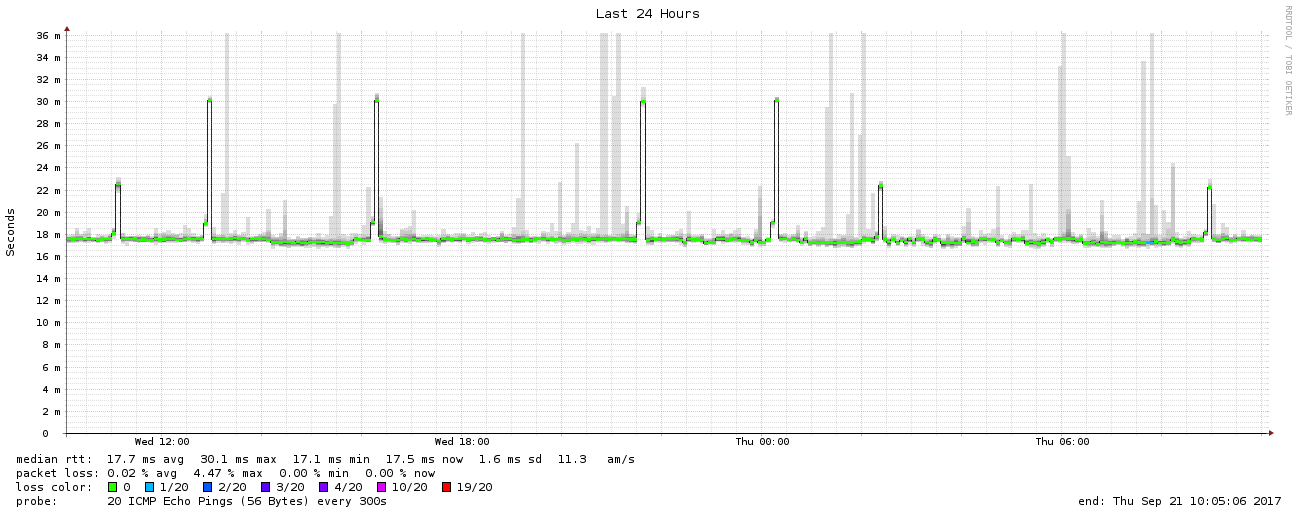 Last 24 Hours
RRDTOOL / TOBI OETIKER
Seconds
36 m
34 m
32 m
30 m
28 m
26 m
24 m
22 m
20 m
18 m
16 m
14 m
12 m
10 m
8 m
6 m
4 m
2 m
0
Wed 12:00 Wed 18:00 Thu 00:00 Thu 06:00
median rtt: 17.7 ms avg 30.1 ms max 17.1 ms min 17.5 ms now 1.6 ms sd 11.3 am/s
packet loss: 0.02 % avg 4.47 % max 0.00 % min 0.00 % now
loss color: 0 1/20 2/20 3/20 4/20 10/20 19/20
probe: 20 ICMP Echo Pings (56 Bytes) every 300s end: Thu Sep 21 10:05:06 2017